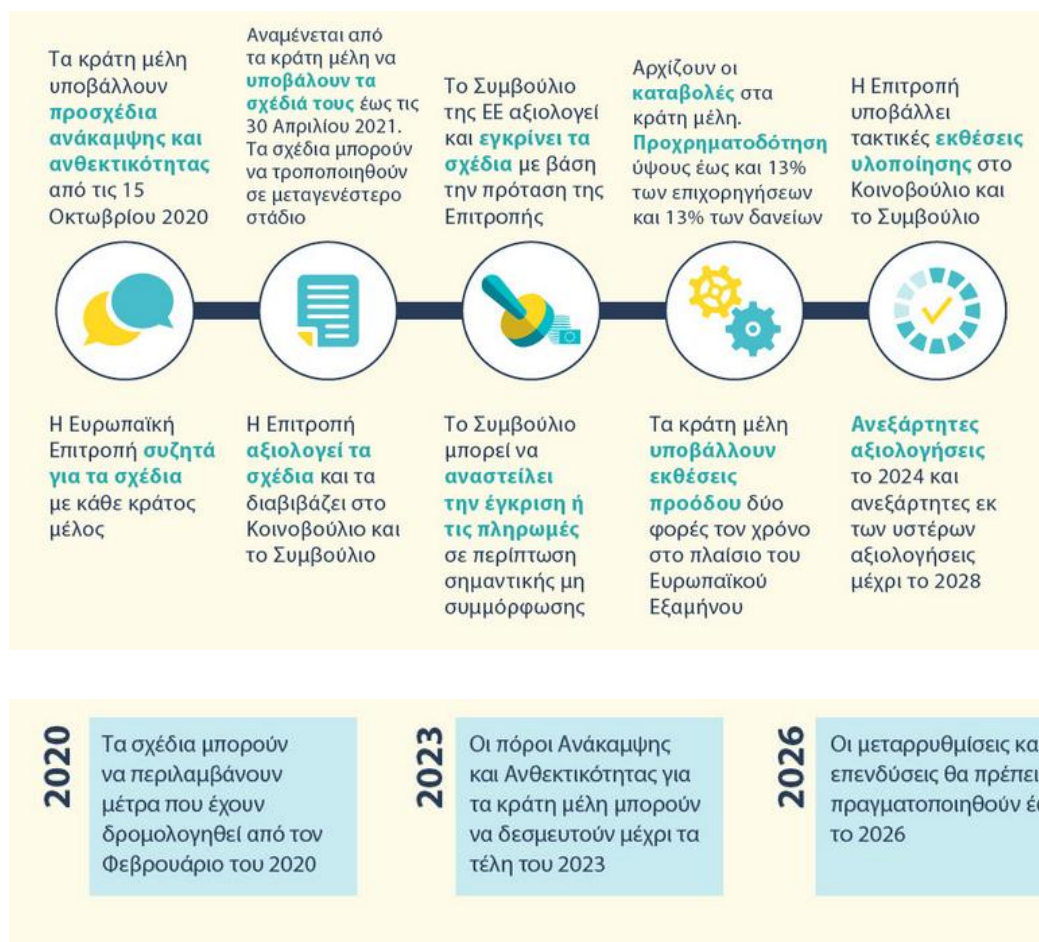 Τα κράτη μέλη
υποβάλλουν
προσχέδια
ανάκαμψης και
ανθεκτικότητας
από τις 15
Οκτωβρίου 2020
Αναμένεται από
τα κράτη μέλη να
υποβάλουν τα
σχέδιά τους έως τις
30 Απριλίου 2021.
Τα σχέδια μπορούν
να τροποποιηθούν
σε μεταγενέστερο
στάδιο
Το Συμβούλιο
της ΕΕ αξιολογεί
και εγκρίνει τα
σχέδια με βάση
την πρόταση της
Επιτροπής
Αρχίζουν οι
καταβολές στα
κράτη μέλη.
Προχρηματοδότηση
ύψους έως και 13%
των επιχορηγήσεων
και 13% των δανείων
Η Επιτροπή
υποβάλλει
τακτικές εκθέσεις
υλοποίησης στο
Κοινοβούλιο και
το Συμβούλιο
Η Ευρωπαϊκή
Επιτροπή συζητά
για τα σχέδια
με κάθε κράτος
μέλος
Η Επιτροπή
αξιολογεί τα
σχέδια και τα
διαβιβάζει στο
Κοινοβούλιο και
το Συμβούλιο
Το Συμβούλιο
μπορεί να
αναστείλει
την έγκριση ή
τις πληρωμές
σε περίπτωση
σημαντικής μη
συμμόρφωσης
Τα κράτη μέλη
υποβάλλουν
εκθέσεις
προόδου δύο
φορές τον χρόνο
στο πλαίσιο του
Ευρωπαϊκού
Εξαμήνου
Ανεξάρτητες
αξιολογήσεις
το 2024 και
ανεξάρτητες εκ
των υστέρων
αξιολογήσεις
μέχρι το 2028
2020
Τα σχέδια μπορούν
να περιλαμβάνουν
μέτρα που έχουν
δρομολογηθεί από τον
Φεβρουάριο του 2020
2023
Οι πόροι Ανάκαμψης
και Ανθεκτικότητας για
τα κράτη μέλη μπορούν
να δεσμευτούν μέχρι τα
τέλη του 2023
2026
Οι μεταρρυθμίσεις
επενδύσεις θα πρέπει
πραγματοποιηθούν
το 2026